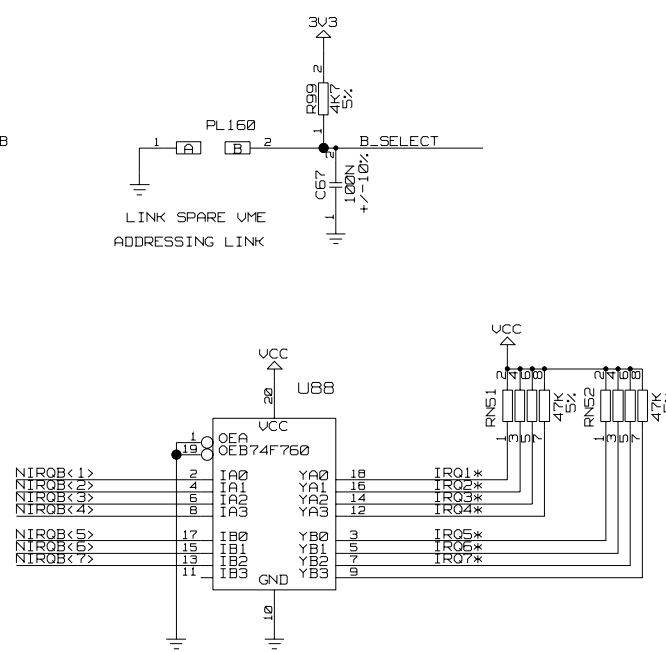 3V3
B
2
R99
4K7
5%
1
PL160
1 A B 2
B_SELECT
2
C67
100N
+/-10%
1
LINK SPARE VME
ADDRESSING LINK
VCC
VCC
20
U88
2 4 6 8
RN51
47K
5%
1 3 5 7
2 4 6 8
RN52
47K
1 3 5 7
VCC
1 OEA
19 OEB 74F760
NIRQB<1> 2 IA0 YA0 18 IRQ1*
NIRQB<2> 4 IA1 YA1 16 IRQ2*
NIRQB<3> 6 IA2 YA2 14 IRQ3*
NIRQB<4> 8 IA3 YA3 12 IRQ4*
NIRQB<5> 17 IB0 YB0 3 IRQ5*
NIRQB<6> 15 IB1 YB1 5 IRQ6*
NIRQB<7> 13 IB2 YB2 7 IRQ7*
11 IB3 YB3 9
GND
10